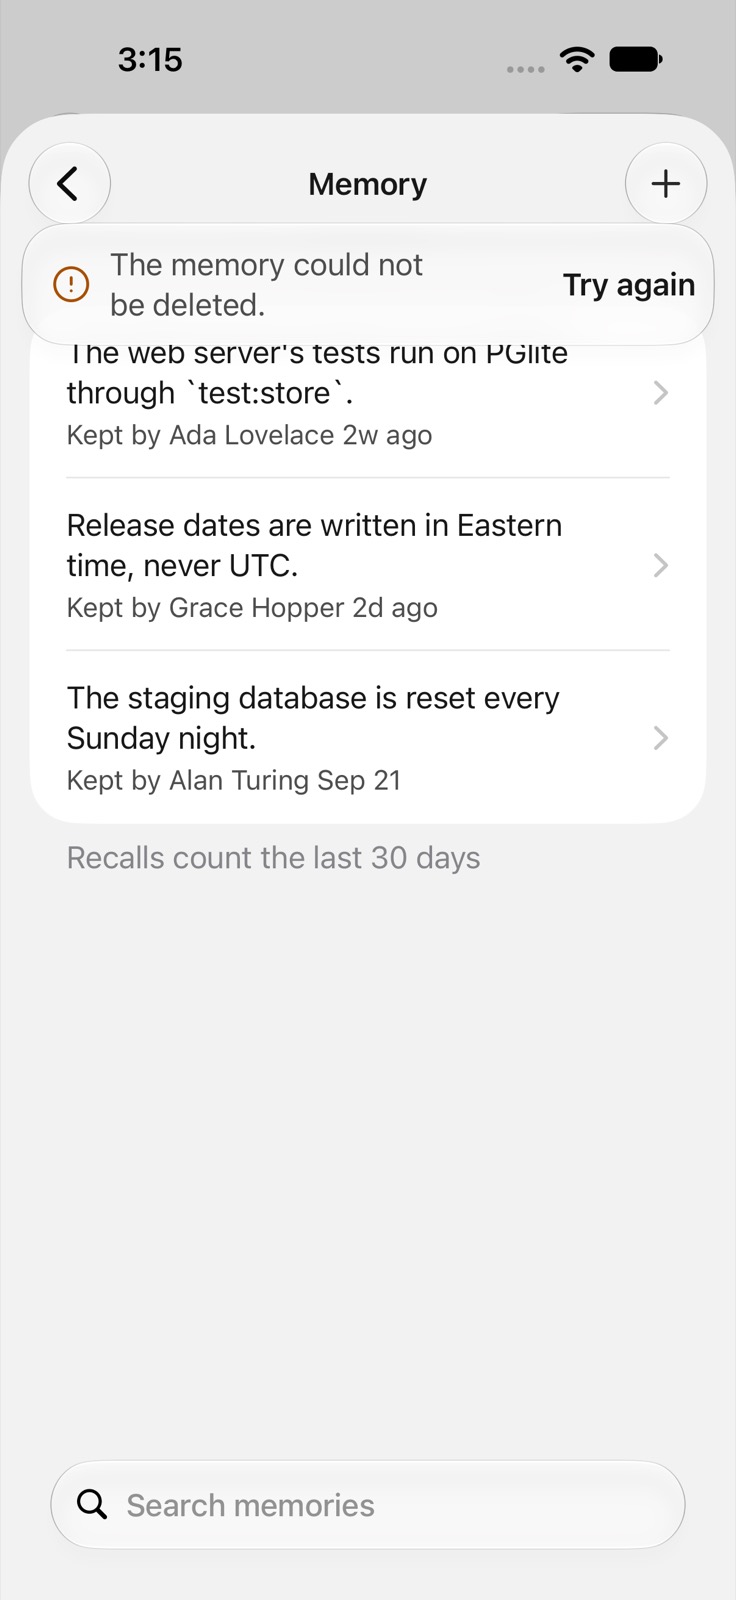 3:15
Memory
The memory could not
be deleted.
Try again
The web server's tests run on PGlite
through `test:store`.
Kept by Ada Lovelace 2w ago
Release dates are written in Eastern
time, never UTC.
Kept by Grace Hopper 2d ago
The staging database is reset every
Sunday night.
Kept by Alan Turing Sep 21
Recalls count the last 30 days
Search memories